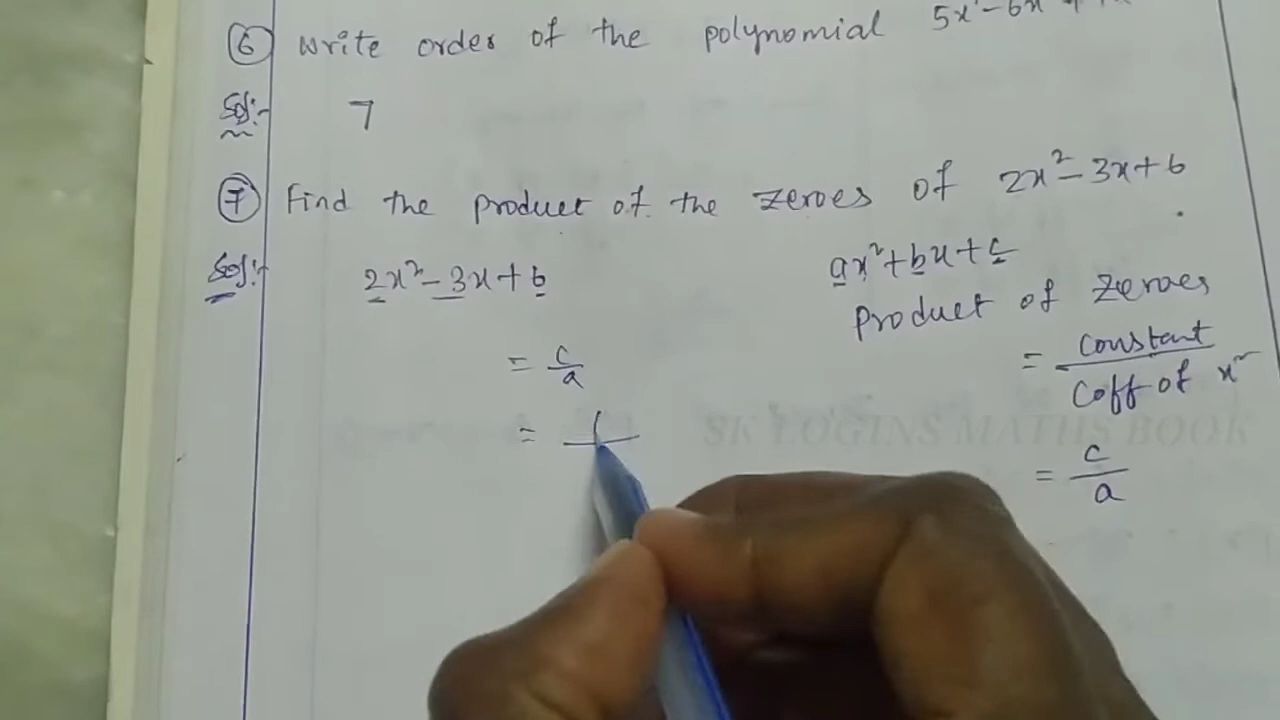 ⑥ Write order of the polynomial
Sol:- 7
⑦ Find the product of the zeroes of 2x²-3x+6
Sol:- 2x²-3x+6
= c/a
=
ax²+bx+c
Product of zeroes
= constant/Coff of x²
= c/a
SK LOGINS MATHS BOOK